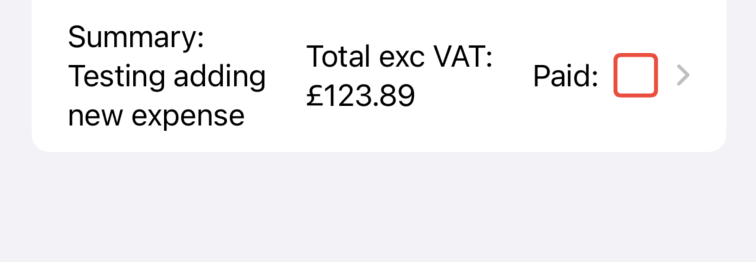 Summary:
Testing adding
new expense
Total exc VAT:
£123.89
Paid: